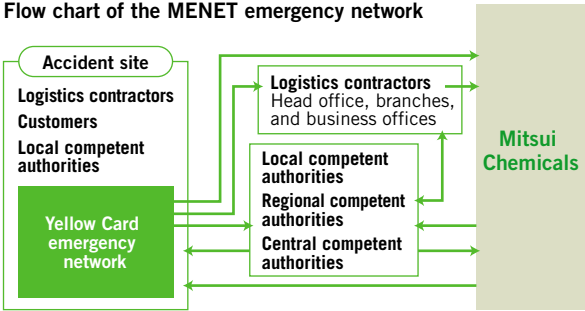 Flow chart of the MENET emergency network
Accident site
Logistics contractors
Customers
Local competent
authorities
Yellow Card
emergency
network
Logistics contractors
Head office, branches,
and business offices
Local competent
authorities
Regional competent
authorities
Central competent
authorities
Mitsui
Chemicals